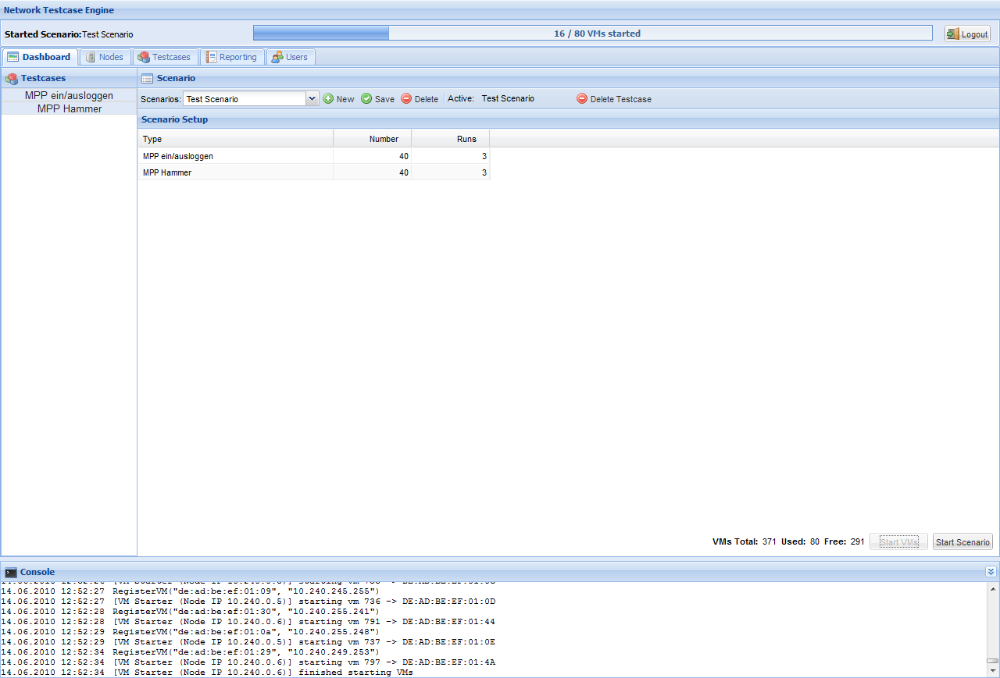 Network Testcase Engine
Started Scenario:Test Scenario 16 / 80 VMs started Logout
Dashboard Nodes Testcases Reporting Users
Testcases
MPP ein/ausloggen
MPP Hammer
Scenario
Scenarios: Test Scenario New Save Delete Active: Test Scenario Delete Testcase
Scenario Setup
Type Number Runs
MPP ein/ausloggen 40 3
MPP Hammer 40 3
VMs Total: 371 Used: 80 Free: 291 Start VMs Start Scenario
Console
14.06.2010 12:52:27 RegisterVM("de:ad:be:ef:01:09", "10.240.245.255")
14.06.2010 12:52:27 [VM Starter (Node IP 10.240.0.5)] starting vm 736 -> DE:AD:BE:EF:01:0D
14.06.2010 12:52:28 RegisterVM("de:ad:be:ef:01:30", "10.240.255.241")
14.06.2010 12:52:28 [VM Starter (Node IP 10.240.0.6)] starting vm 791 -> DE:AD:BE:EF:01:44
14.06.2010 12:52:29 RegisterVM("de:ad:be:ef:01:0a", "10.240.255.248")
14.06.2010 12:52:29 [VM Starter (Node IP 10.240.0.5)] starting vm 737 -> DE:AD:BE:EF:01:0E
14.06.2010 12:52:34 RegisterVM("de:ad:be:ef:01:29", "10.240.249.253")
14.06.2010 12:52:34 [VM Starter (Node IP 10.240.0.6)] starting vm 797 -> DE:AD:BE:EF:01:4A
14.06.2010 12:52:34 [VM Starter (Node IP 10.240.0.6)] finished starting VMs